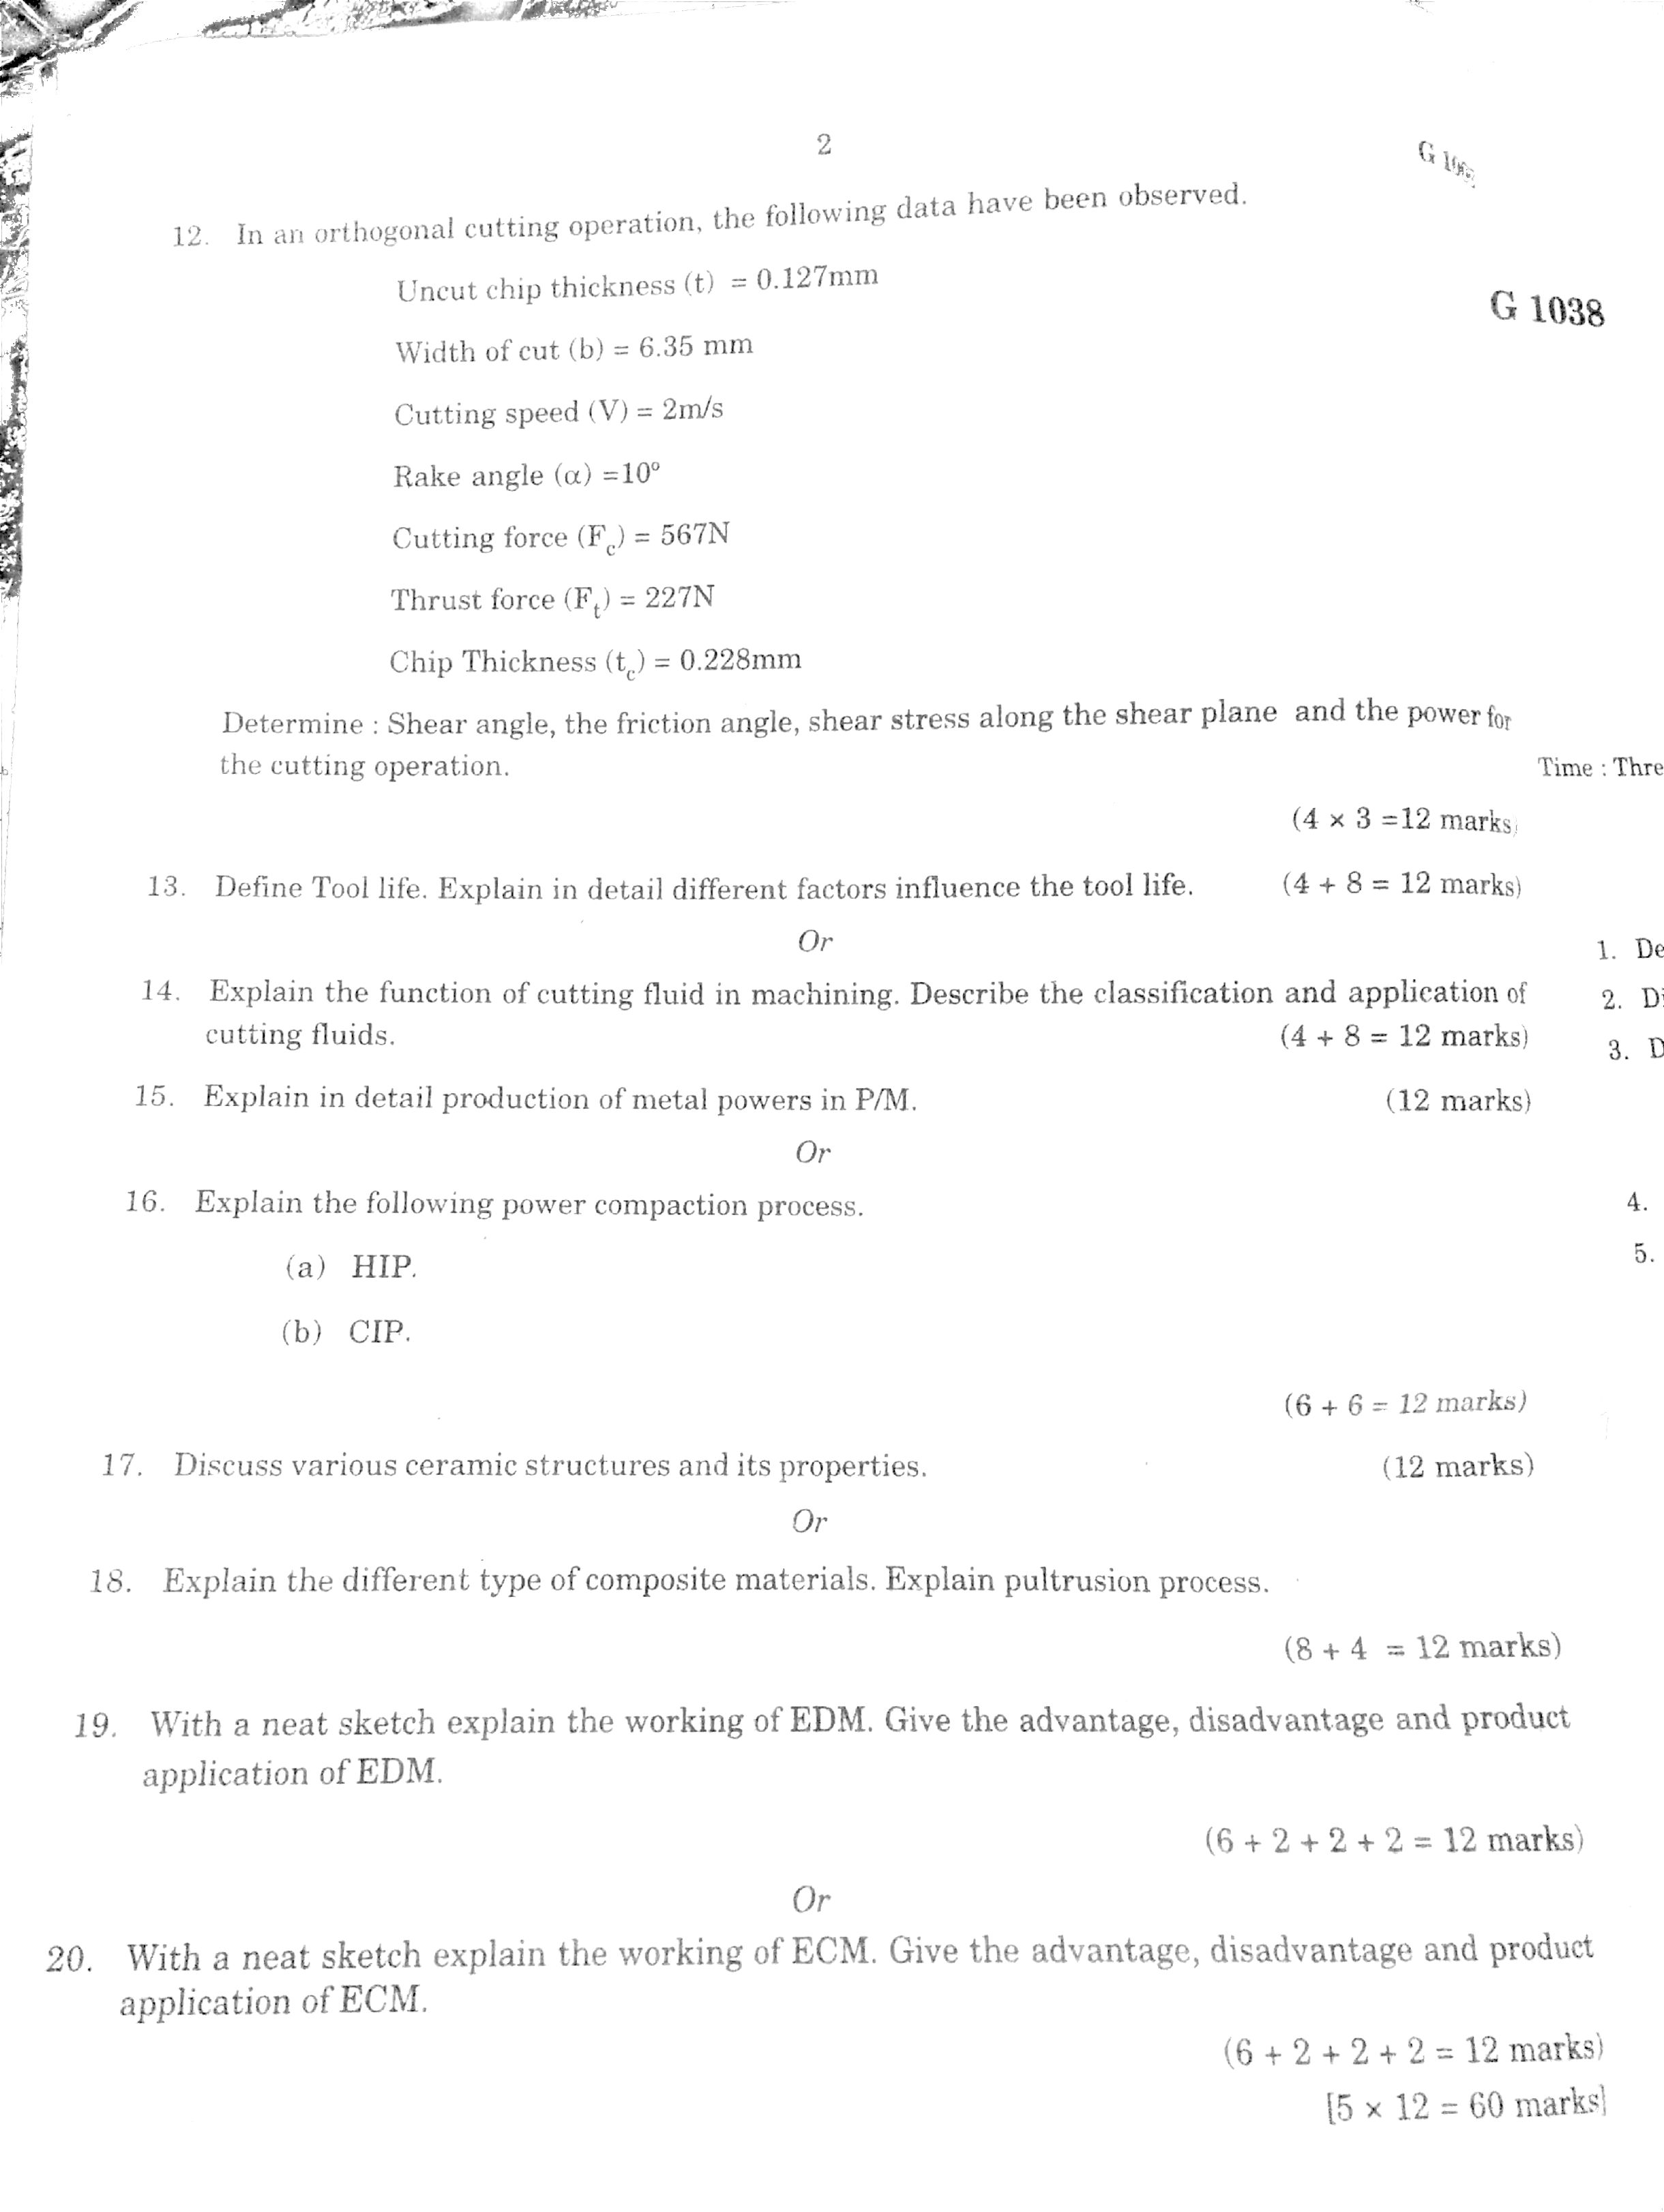 2
12. In an orthogonal cutting operation, the following data have been observed.
Uncut chip thickness (t) = 0.127mm
G 1038
Width of cut (b) = 6.35 mm
Cutting speed (V) = 2m/s
Rake angle (α) =10°
Cutting force (Fc) = 567N
Thrust force (Ft) = 227N
Chip Thickness (tc) = 0.228mm
Determine : Shear angle, the friction angle, shear stress along the shear plane and the power for
the cutting operation.
Time : Thre
(4 × 3 =12 marks)
13. Define Tool life. Explain in detail different factors influence the tool life. (4 + 8 = 12 marks)
Or
1. De
14. Explain the function of cutting fluid in machining. Describe the classification and application of
2. Di
cutting fluids. (4 + 8 = 12 marks)
3. D
15. Explain in detail production of metal powers in P/M. (12 marks)
Or
16. Explain the following power compaction process.
4.
(a) HIP.
5.
(b) CIP.
(6 + 6 = 12 marks)
17. Discuss various ceramic structures and its properties. (12 marks)
Or
18. Explain the different type of composite materials. Explain pultrusion process.
(8 + 4 = 12 marks)
19. With a neat sketch explain the working of EDM. Give the advantage, disadvantage and product
application of EDM.
(6 + 2 + 2 + 2 = 12 marks)
Or
20. With a neat sketch explain the working of ECM. Give the advantage, disadvantage and product
application of ECM.
(6 + 2 + 2 + 2 = 12 marks)
[5 × 12 = 60 marks]